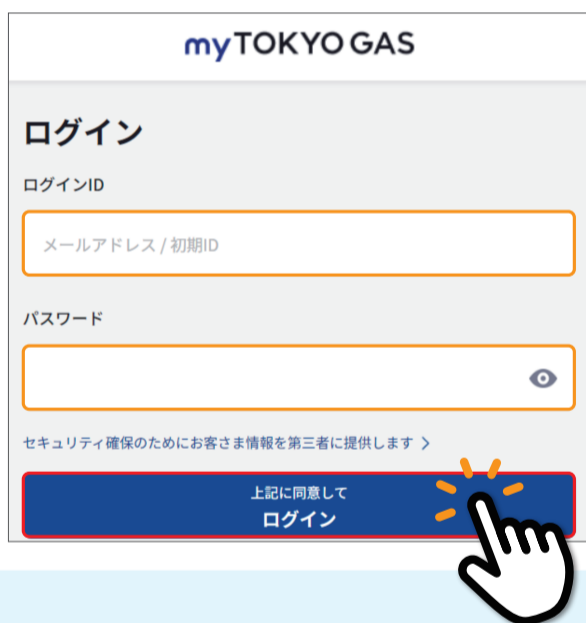 myTOKYO GAS
ログイン
ログインID
メールアドレス / 初期ID
パスワード
セキュリティ確保のためにお客さま情報を第三者に提供します >
上記に同意して
ログイン